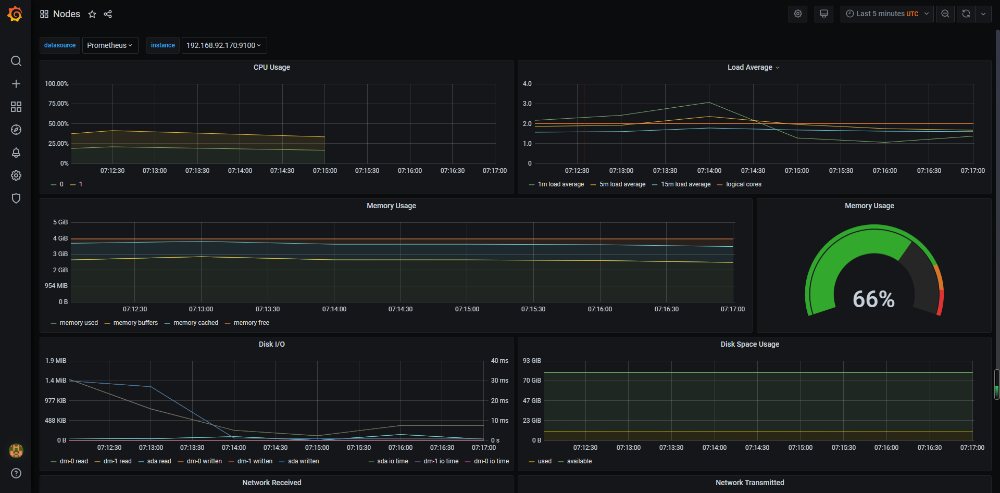 Nodes
Last 5 minutes UTC
datasource Prometheus instance 192.168.92.170:9100
CPU Usage
100.00%
75.00%
50.00%
25.00%
0%
07:12:30 07:13:00 07:13:30 07:14:00 07:14:30 07:15:00 07:15:30 07:16:00 07:16:30 07:17:00
0 1
Load Average
4.0
3.0
2.0
1.0
0
07:12:30 07:13:00 07:13:30 07:14:00 07:14:30 07:15:00 07:15:30 07:16:00 07:16:30 07:17:00
1m load average 5m load average 15m load average logical cores
Memory Usage
5 GiB
4 GiB
3 GiB
2 GiB
954 MiB
0 B
07:12:30 07:13:00 07:13:30 07:14:00 07:14:30 07:15:00 07:15:30 07:16:00 07:16:30 07:17:00
memory used memory buffers memory cached memory free
Memory Usage
66%
Disk I/O
1.9 MiB 40 ms
1.4 MiB 30 ms
977 KiB 20 ms
488 KiB 10 ms
0 B 0 s
07:12:30 07:13:00 07:13:30 07:14:00 07:14:30 07:15:00 07:15:30 07:16:00 07:16:30 07:17:00
dm-0 read dm-1 read sda read dm-0 written dm-1 written sda written sda io time dm-1 io time dm-0 io time
Disk Space Usage
93 GiB
70 GiB
47 GiB
23 GiB
0 B
07:12:30 07:13:00 07:13:30 07:14:00 07:14:30 07:15:00 07:15:30 07:16:00 07:16:30 07:17:00
used available
Network Received
Network Transmitted